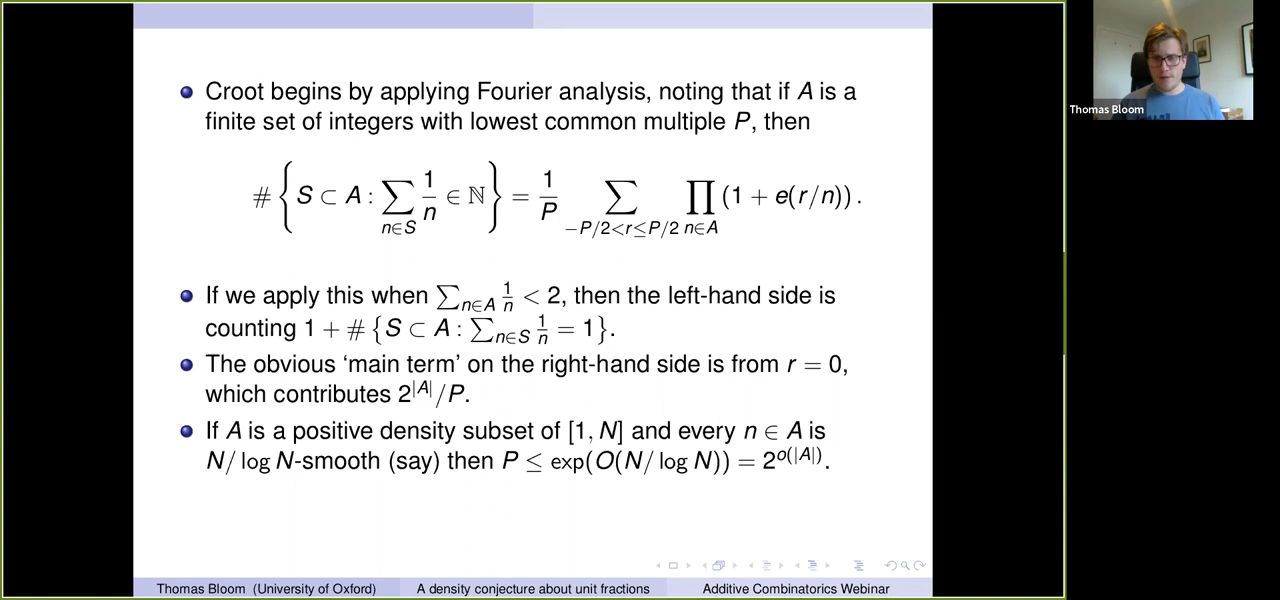 Croot begins by applying Fourier analysis, noting that if A is a
finite set of integers with lowest common multiple P, then
# { S ⊂ A : ∑_{n∈S} 1/n ∈ ℕ } = 1/P ∑_{−P/2<r≤P/2} ∏_{n∈A} (1 + e(r/n)) .
If we apply this when ∑_{n∈A} 1/n < 2, then the left-hand side is
counting 1 + # { S ⊂ A : ∑_{n∈S} 1/n = 1 }.
The obvious ‘main term’ on the right-hand side is from r = 0,
which contributes 2^{|A|}/P.
If A is a positive density subset of [1, N] and every n ∈ A is
N/ log N-smooth (say) then P ≤ exp(O(N/ log N)) = 2^{o(|A|)}.
Thomas Bloom (University of Oxford) A density conjecture about unit fractions Additive Combinatorics Webinar
Thomas Bloom